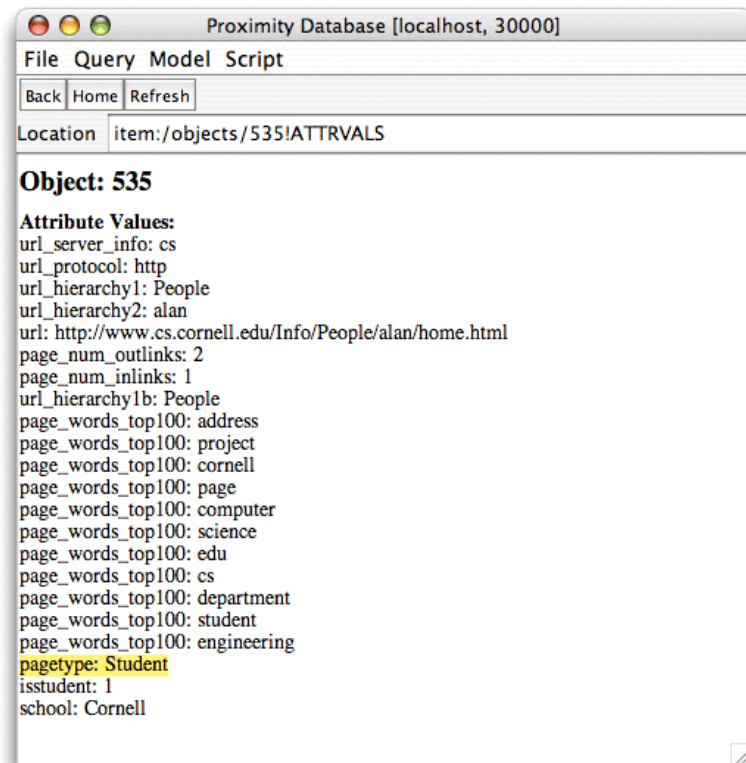 Proximity Database [localhost, 30000]
File Query Model Script
Back Home Refresh
Location item:/objects/535!ATTRVALS
Object: 535
Attribute Values:
url_server_info: cs
url_protocol: http
url_hierarchy1: People
url_hierarchy2: alan
url: http://www.cs.cornell.edu/Info/People/alan/home.html
page_num_outlinks: 2
page_num_inlinks: 1
url_hierarchy1b: People
page_words_top100: address
page_words_top100: project
page_words_top100: cornell
page_words_top100: page
page_words_top100: computer
page_words_top100: science
page_words_top100: edu
page_words_top100: cs
page_words_top100: department
page_words_top100: student
page_words_top100: engineering
pagetype: Student
isstudent: 1
school: Cornell